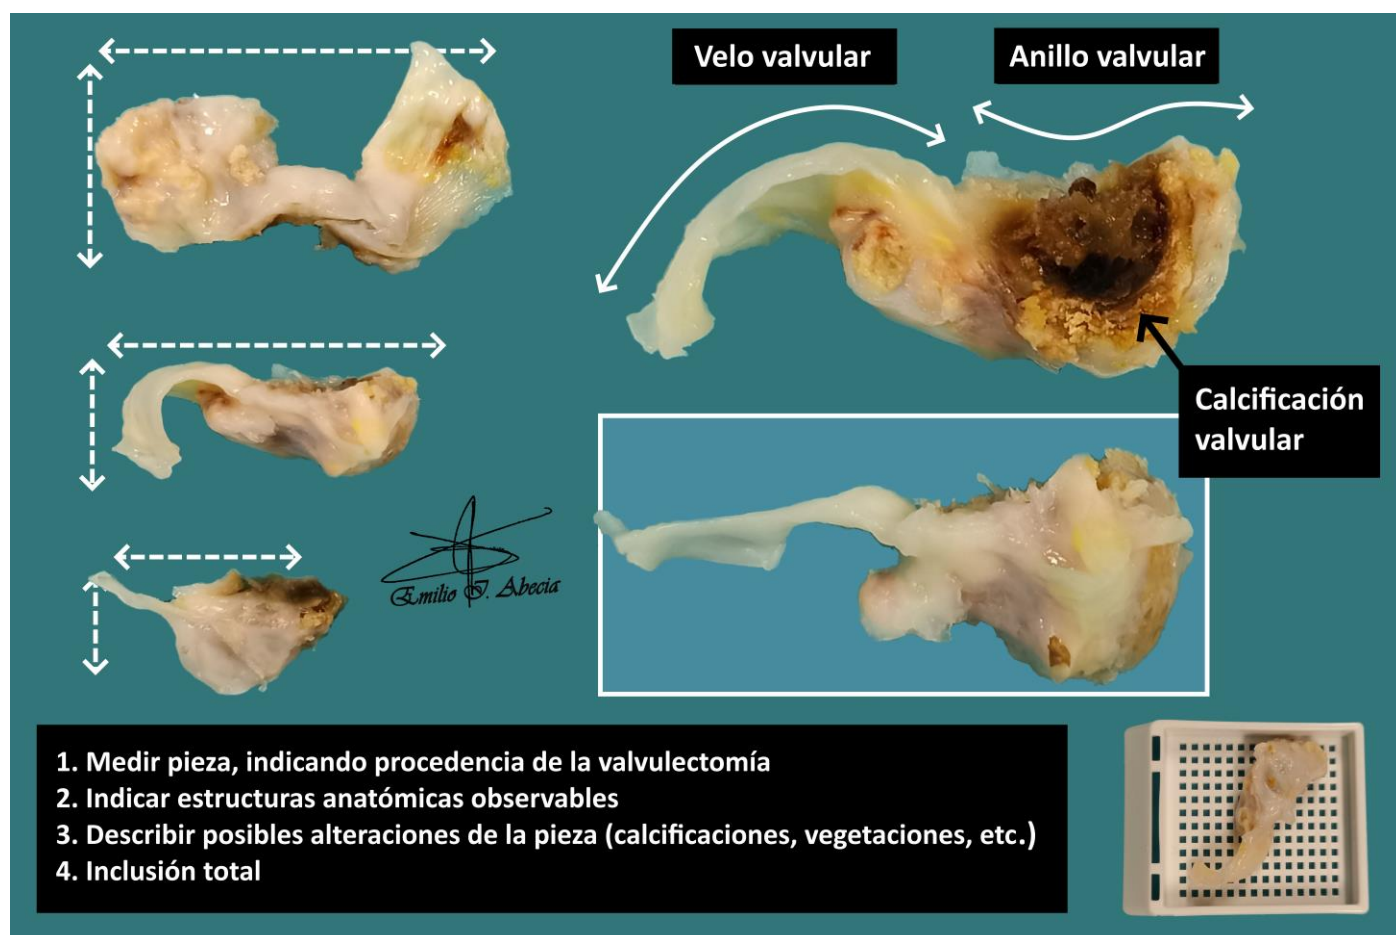 Velo valvular
Anillo valvular
Calcificación
valvular
Emilio J. Abecia
1. Medir pieza, indicando procedencia de la valvulectomía
2. Indicar estructuras anatómicas observables
3. Describir posibles alteraciones de la pieza (calcificaciones, vegetaciones, etc.)
4. Inclusión total